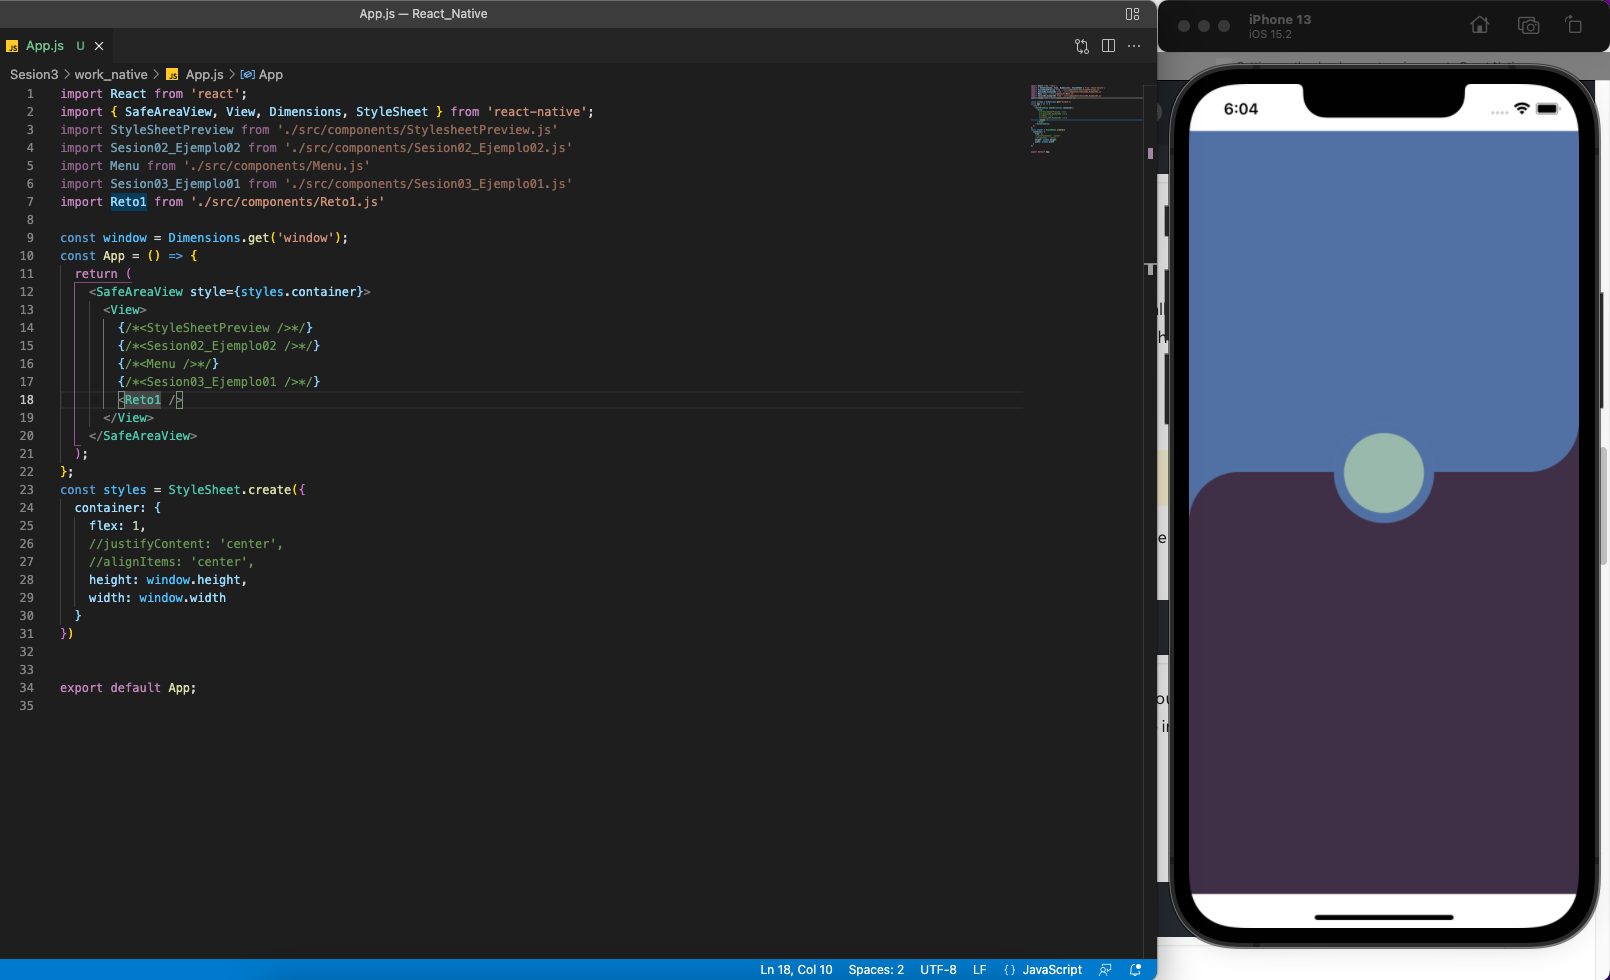 App.js — React_Native
JS App.js U
Sesion3 > work_native > JS App.js > App
1 import React from 'react';
2 import { SafeAreaView, View, Dimensions, StyleSheet } from 'react-native';
3 import StyleSheetPreview from './src/components/StylesheetPreview.js'
4 import Sesion02_Ejemplo02 from './src/components/Sesion02_Ejemplo02.js'
5 import Menu from './src/components/Menu.js'
6 import Sesion03_Ejemplo01 from './src/components/Sesion03_Ejemplo01.js'
7 import Reto1 from './src/components/Reto1.js'
8
9 const window = Dimensions.get('window');
10 const App = () => {
11 return (
12 <SafeAreaView style={styles.container}>
13 <View>
14 {/*<StyleSheetPreview />*/}
15 {/*<Sesion02_Ejemplo02 />*/}
16 {/*<Menu />*/}
17 {/*<Sesion03_Ejemplo01 />*/}
18 <Reto1 />
19 </View>
20 </SafeAreaView>
21 );
22 };
23 const styles = StyleSheet.create({
24 container: {
25 flex: 1,
26 //justifyContent: 'center',
27 //alignItems: 'center',
28 height: window.height,
29 width: window.width
30 }
31 })
32
33
34 export default App;
35
Ln 18, Col 10 Spaces: 2 UTF-8 LF {} JavaScript
iPhone 13
iOS 15.2
6:04